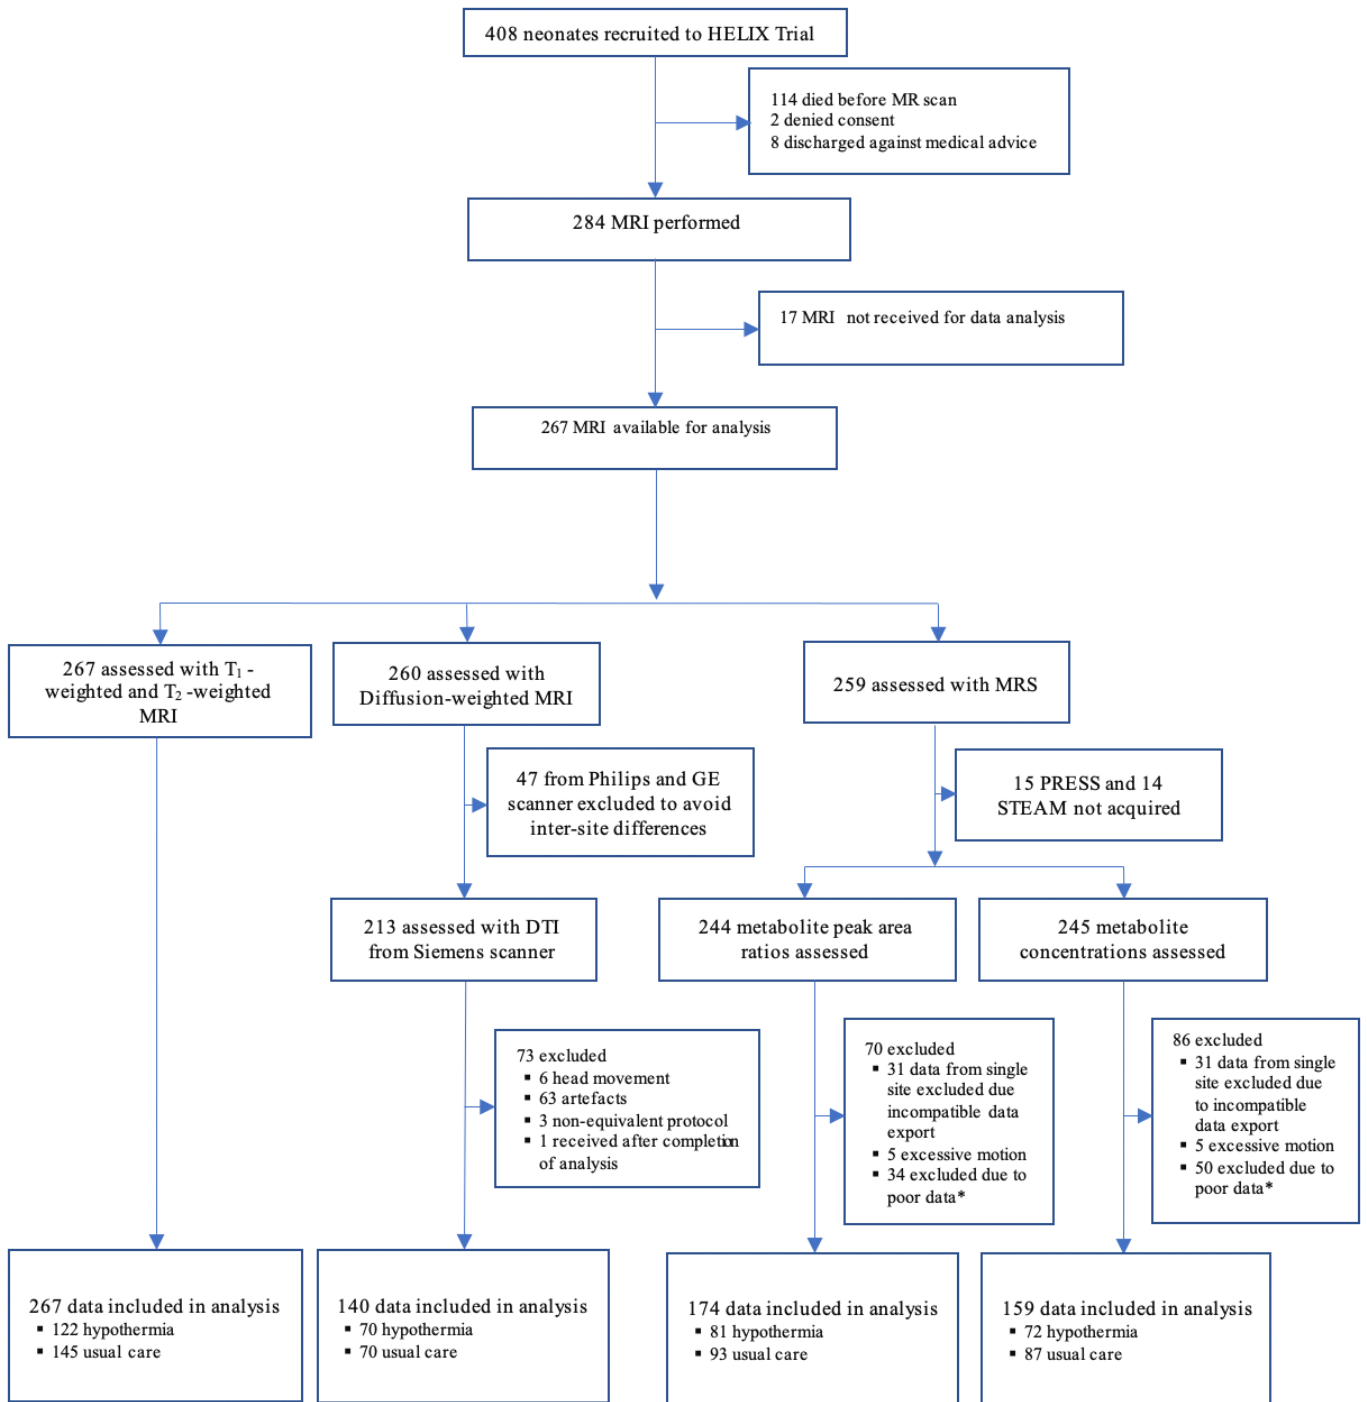 408 neonates recruited to HELIX Trial
114 died before MR scan
2 denied consent
8 discharged against medical advice
284 MRI performed
17 MRI not received for data analysis
267 MRI available for analysis
267 assessed with T₁ -
weighted and T₂ -weighted
MRI
260 assessed with
Diffusion-weighted MRI
259 assessed with MRS
47 from Philips and GE
scanner excluded to avoid
inter-site differences
15 PRESS and 14
STEAM not acquired
213 assessed with DTI
from Siemens scanner
244 metabolite peak area
ratios assessed
245 metabolite
concentrations assessed
73 excluded
▪ 6 head movement
▪ 63 artefacts
▪ 3 non-equivalent protocol
▪ 1 received after completion
of analysis
70 excluded
▪ 31 data from single
site excluded due
incompatible data
export
▪ 5 excessive motion
▪ 34 excluded due to
poor data*
86 excluded
▪ 31 data from single
site excluded due
to incompatible
data export
▪ 5 excessive motion
▪ 50 excluded due to
poor data*
267 data included in analysis
▪ 122 hypothermia
▪ 145 usual care
140 data included in analysis
▪ 70 hypothermia
▪ 70 usual care
174 data included in analysis
▪ 81 hypothermia
▪ 93 usual care
159 data included in analysis
▪ 72 hypothermia
▪ 87 usual care